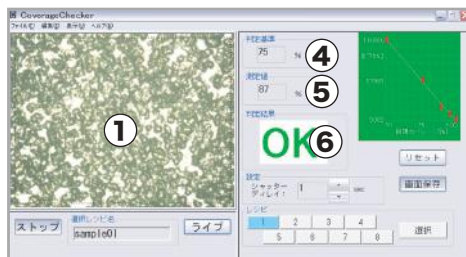 CoverageChecker
ファイル(F) 編集(E) 表示(V) ヘルプ(H)
判定基準
75 %
④
測定値
87 %
⑤
判定結果
OK
⑥
①
リセット
設定
シャッター
ディレイ: 1 sec
画面保存
レシピ
1 2 3 4
5 6 7 8
選択
ストップ
選択レシピ名
sample01
ライブ